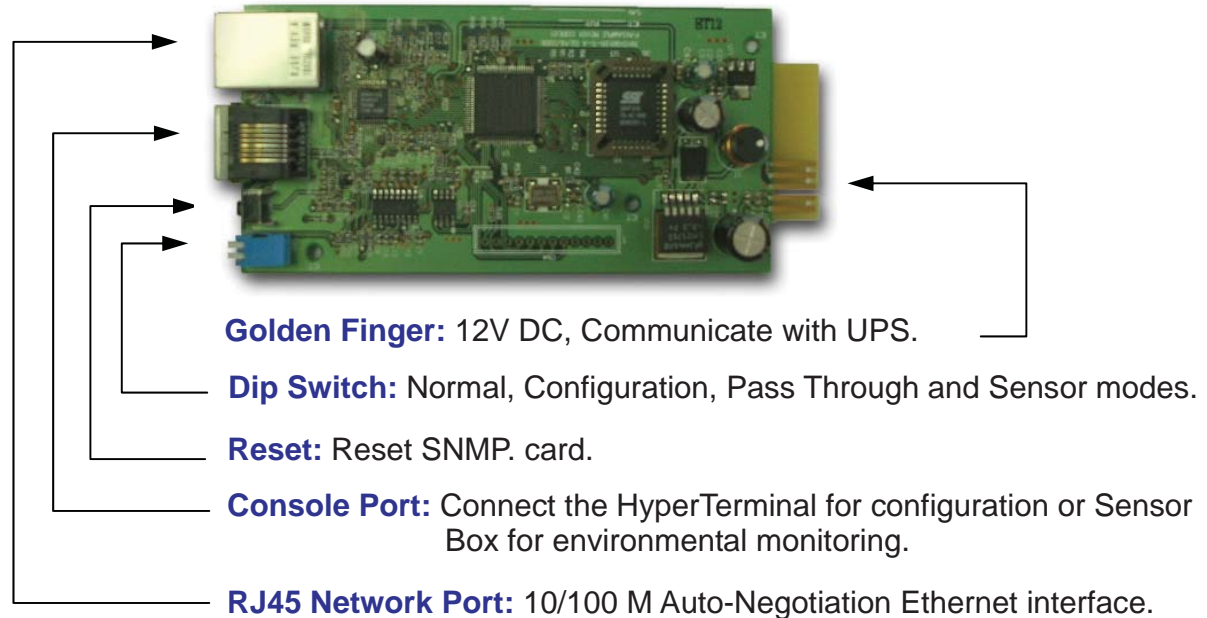 HT12
SST
Golden Finger: 12V DC, Communicate with UPS.
Dip Switch: Normal, Configuration, Pass Through and Sensor modes.
Reset: Reset SNMP. card.
Console Port: Connect the HyperTerminal for configuration or Sensor
Box for environmental monitoring.
RJ45 Network Port: 10/100 M Auto-Negotiation Ethernet interface.